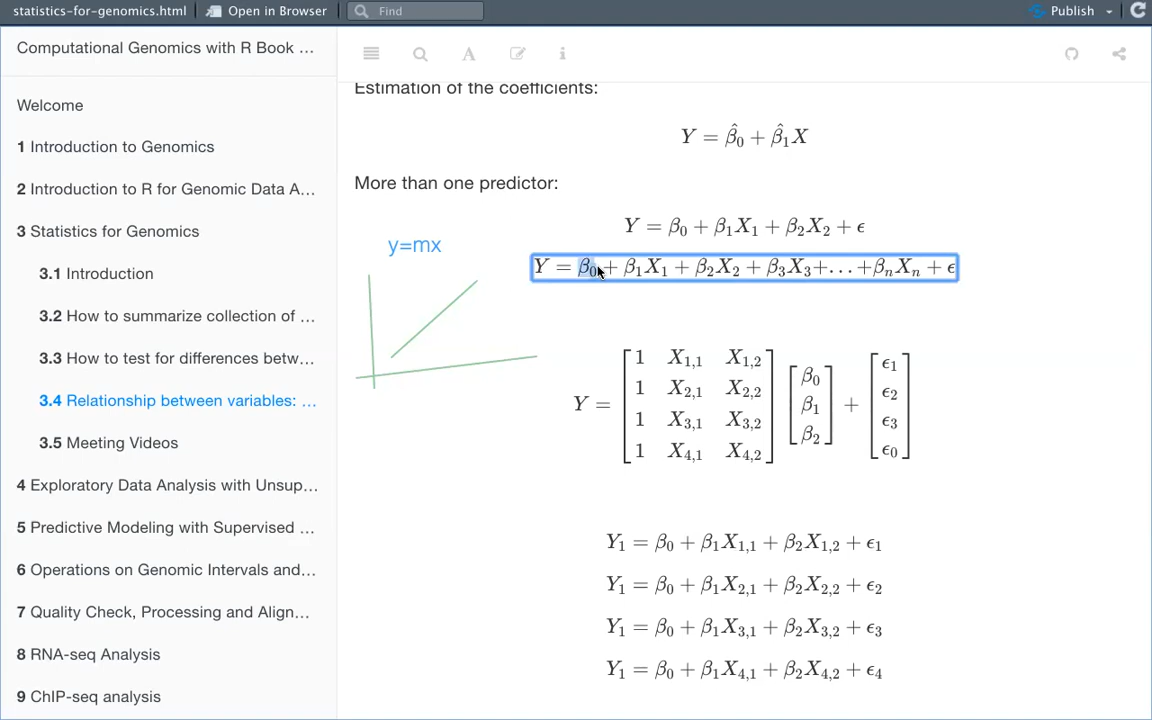 statistics-for-genomics.html Open in Browser Find Publish
Computational Genomics with R Book ...
Welcome
1 Introduction to Genomics
2 Introduction to R for Genomic Data A...
3 Statistics for Genomics
3.1 Introduction
3.2 How to summarize collection of ...
3.3 How to test for differences betw...
3.4 Relationship between variables: ...
3.5 Meeting Videos
4 Exploratory Data Analysis with Unsup...
5 Predictive Modeling with Supervised ...
6 Operations on Genomic Intervals and...
7 Quality Check, Processing and Align...
8 RNA-seq Analysis
9 ChIP-seq analysis
Estimation of the coefficients:
Y = β̂₀ + β̂₁X
More than one predictor:
Y = β₀ + β₁X₁ + β₂X₂ + ϵ
y=mx
Y = β₀ + β₁X₁ + β₂X₂ + β₃X₃+...+βₙXₙ + ϵ
Y = [1 X₁,₁ X₁,₂; 1 X₂,₁ X₂,₂; 1 X₃,₁ X₃,₂; 1 X₄,₁ X₄,₂] [β₀; β₁; β₂] + [ϵ₁; ϵ₂; ϵ₃; ϵ₀]
Y₁ = β₀ + β₁X₁,₁ + β₂X₁,₂ + ϵ₁
Y₁ = β₀ + β₁X₂,₁ + β₂X₂,₂ + ϵ₂
Y₁ = β₀ + β₁X₃,₁ + β₂X₃,₂ + ϵ₃
Y₁ = β₀ + β₁X₄,₁ + β₂X₄,₂ + ϵ₄